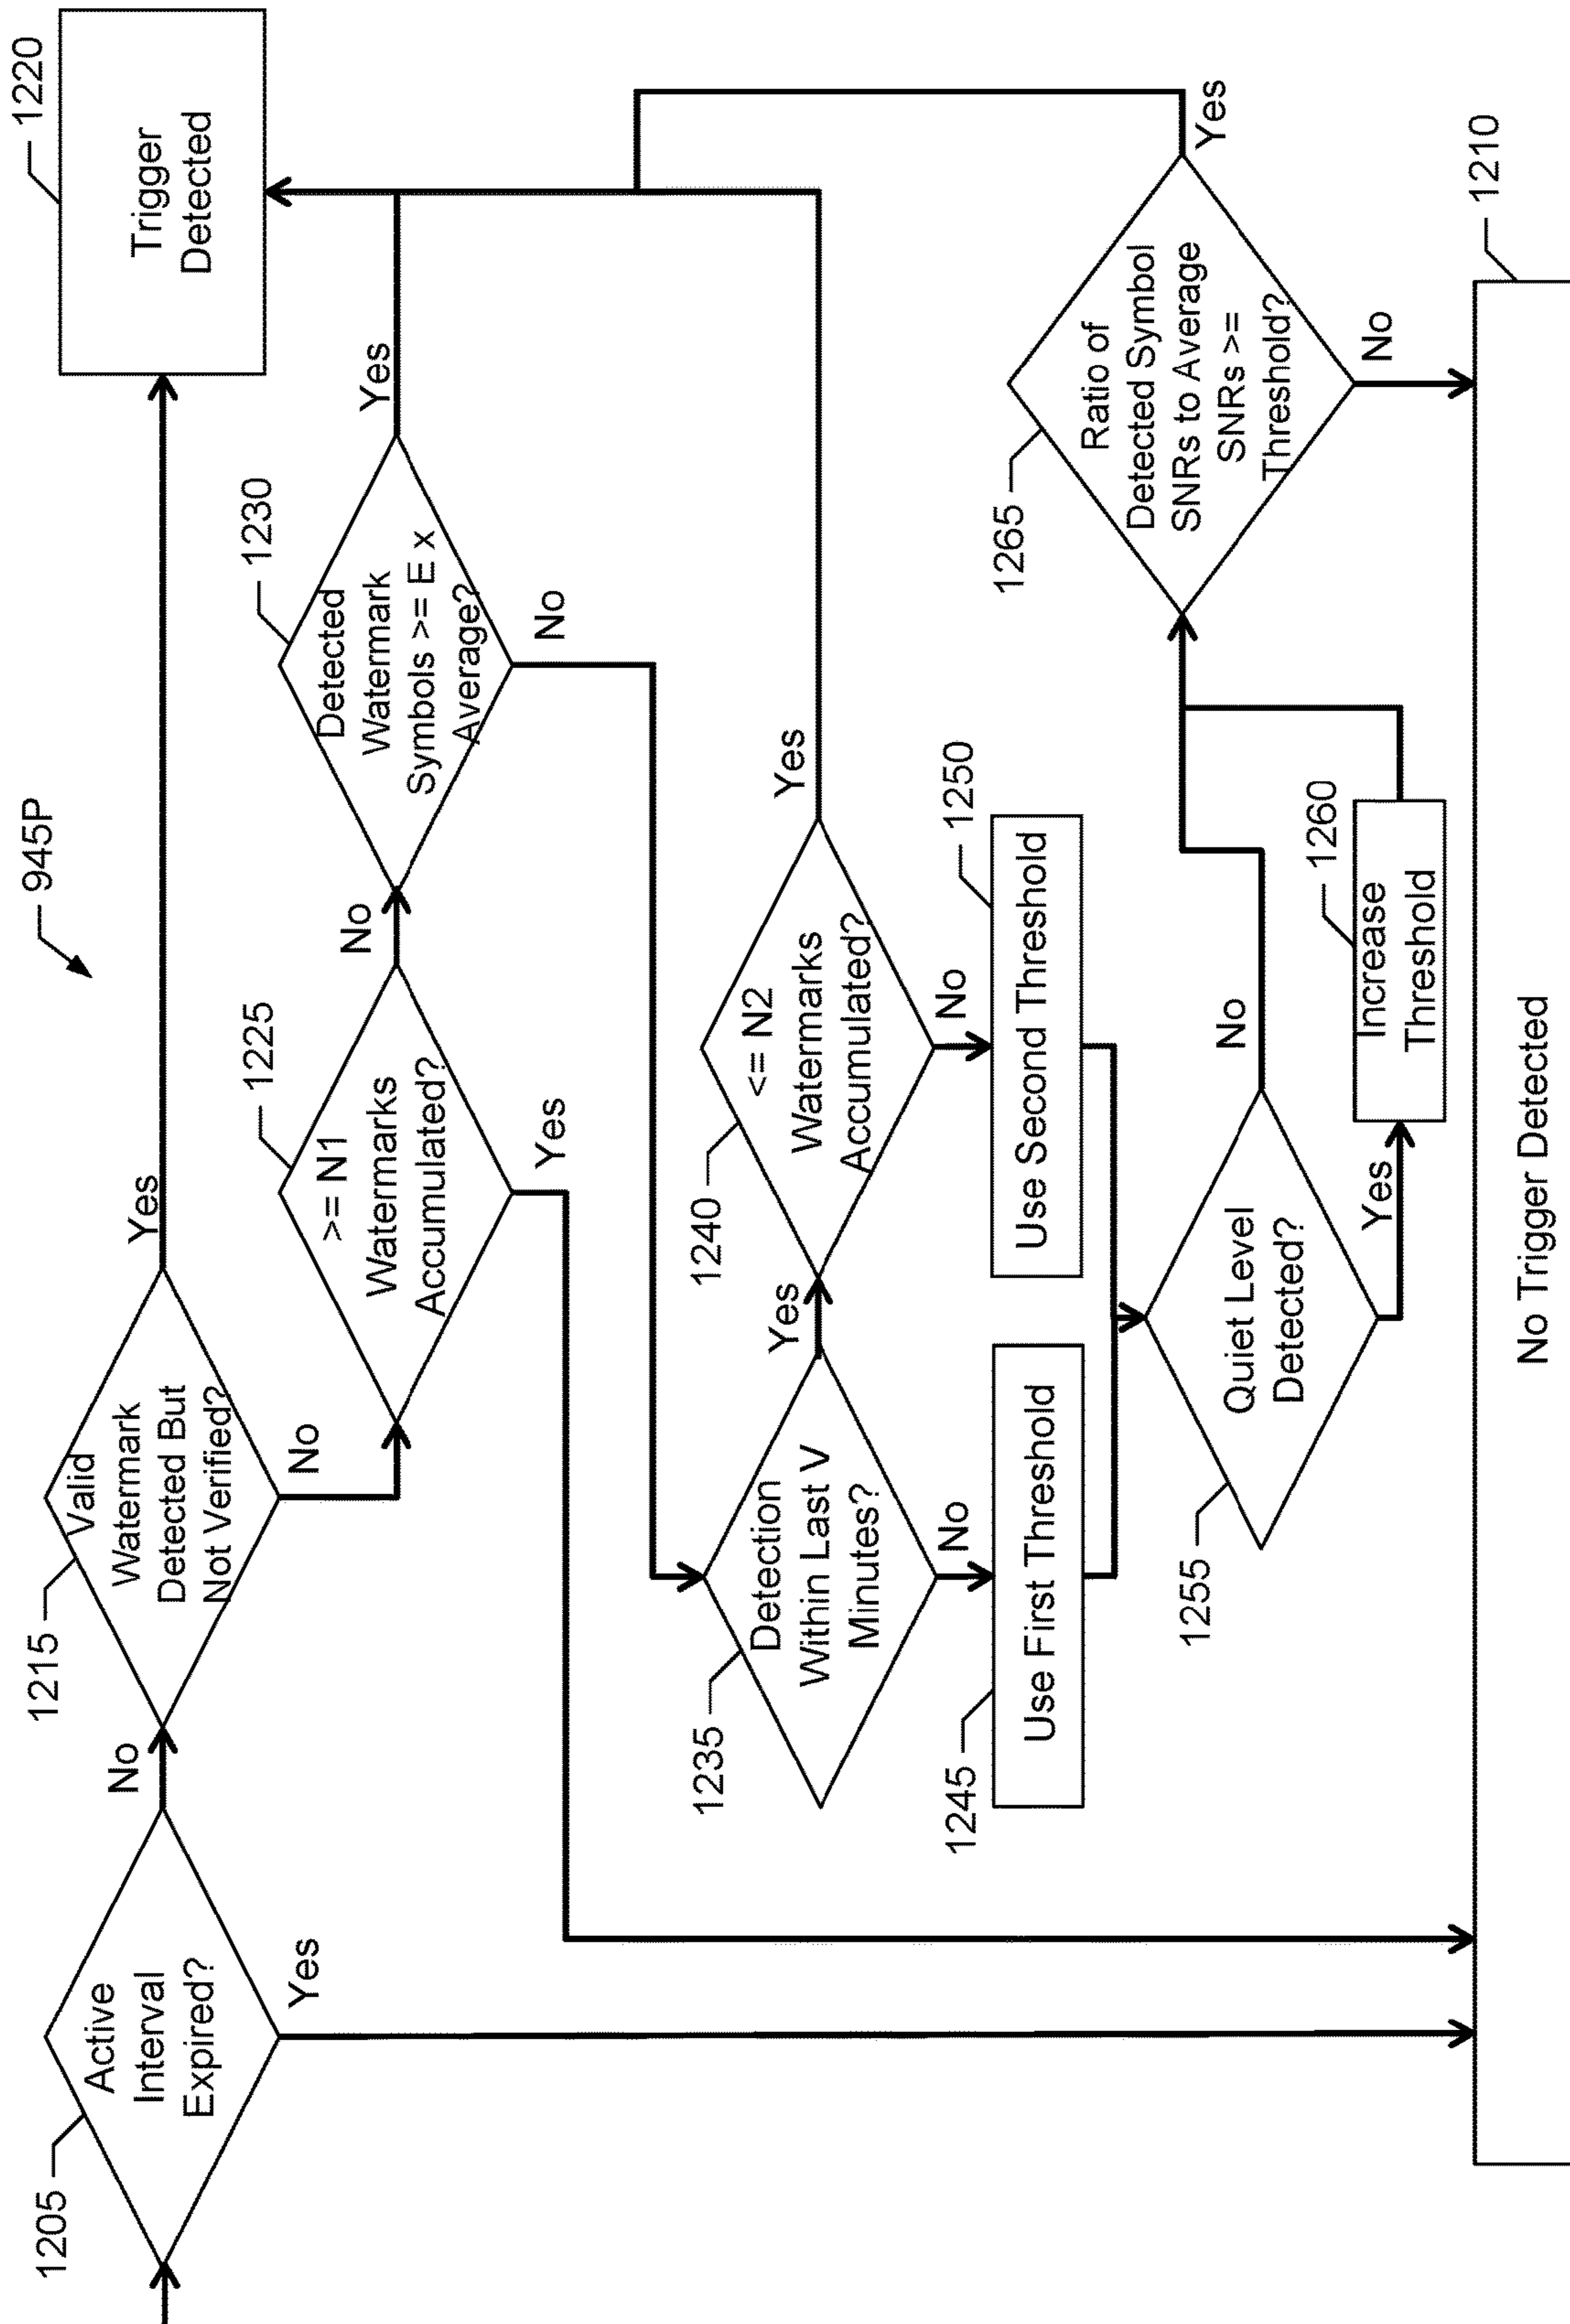 945P
1205
Active
Interval
Expired?
No
Yes
1215
Valid
Watermark
Detected But
Not Verified?
Yes
No
1220
Trigger
Detected
1225
>= N1
Watermarks
Accumulated?
No
Yes
1230
Detected
Watermark
Symbols >= E x
Average?
Yes
No
1235
Detection
Within Last V
Minutes?
Yes
No
1240
<= N2
Watermarks
Accumulated?
Yes
No
1245
Use First Threshold
1250
Use Second Threshold
1255
Quiet Level
Detected?
No
Yes
1260
Increase
Threshold
1265
Ratio of
Detected Symbol
SNRs to Average
SNRs >=
Threshold?
Yes
No
1210
No Trigger Detected